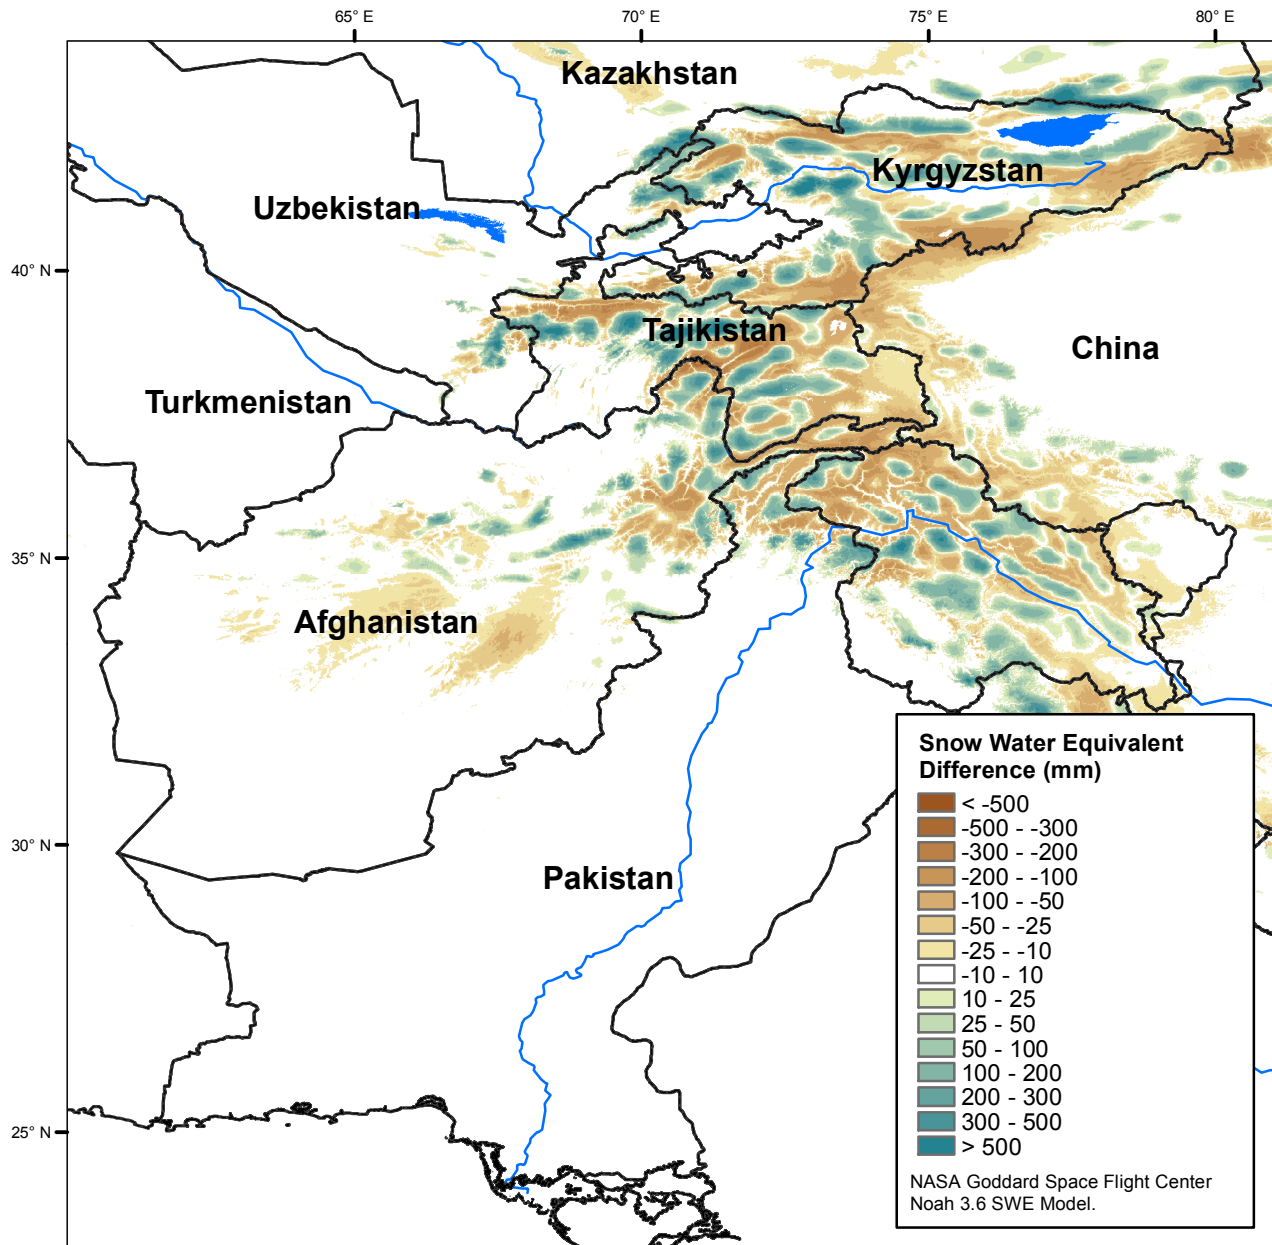 65° E
70° E
75° E
80° E
Kazakhstan
Kyrgyzstan
Uzbekistan
40° N
Tajikistan
China
Turkmenistan
35° N
Afghanistan
Snow Water Equivalent
Difference (mm)
< -500
-500 - -300
30° N
-300 - -200
-200 - -100
Pakistan
-100 - -50
-50 - -25
-25 - -10
-10 - 10
10 - 25
25 - 50
50 - 100
100 - 200
200 - 300
300 - 500
25° N
> 500
NASA Goddard Space Flight Center
Noah 3.6 SWE Model.